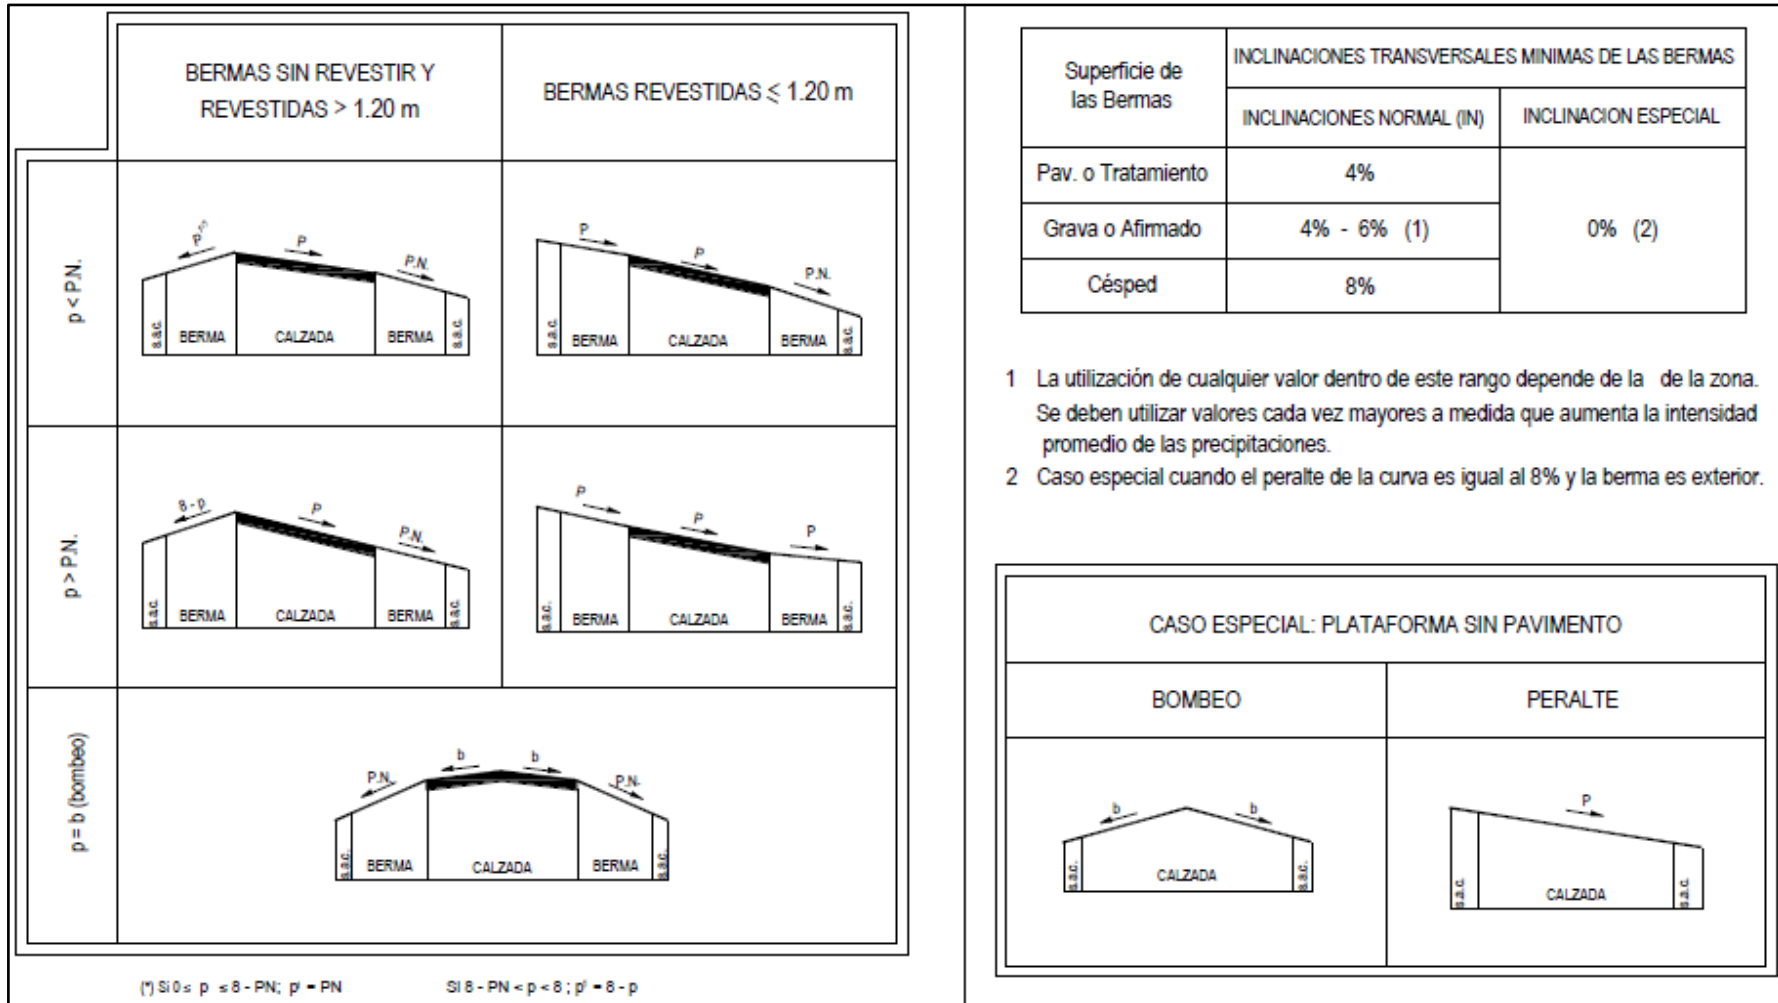 BERMAS SIN REVESTIR Y
REVESTIDAS > 1.20 m
BERMAS REVESTIDAS ≤ 1.20 m
p < P.N.
P
P
P.N.
s.a.c.
BERMA
CALZADA
BERMA
s.a.c.
P
P
P.N.
s.a.c.
BERMA
CALZADA
BERMA
s.a.c.
p > P.N.
8 - p
P
P.N.
s.a.c.
BERMA
CALZADA
BERMA
s.a.c.
P
P
P
s.a.c.
BERMA
CALZADA
BERMA
s.a.c.
p = b (bombeo)
P.N.
b
b
P.N.
s.a.c.
BERMA
CALZADA
BERMA
s.a.c.
(*) Si 0 ≤ p ≤ 8 - PN; p' = PN
SI 8 - PN < p < 8 ; p' = 8 - p
Superficie de
las Bermas
INCLINACIONES TRANSVERSALES MINIMAS DE LAS BERMAS
INCLINACIONES NORMAL (IN)
INCLINACION ESPECIAL
Pav. o Tratamiento
4%
Grava o Afirmado
4% - 6% (1)
0% (2)
Césped
8%
1 La utilización de cualquier valor dentro de este rango depende de la de la zona.
Se deben utilizar valores cada vez mayores a medida que aumenta la intensidad
promedio de las precipitaciones.
2 Caso especial cuando el peralte de la curva es igual al 8% y la berma es exterior.
CASO ESPECIAL: PLATAFORMA SIN PAVIMENTO
BOMBEO
PERALTE
b
b
s.a.c.
CALZADA
s.a.c.
P
s.a.c.
CALZADA
s.a.c.